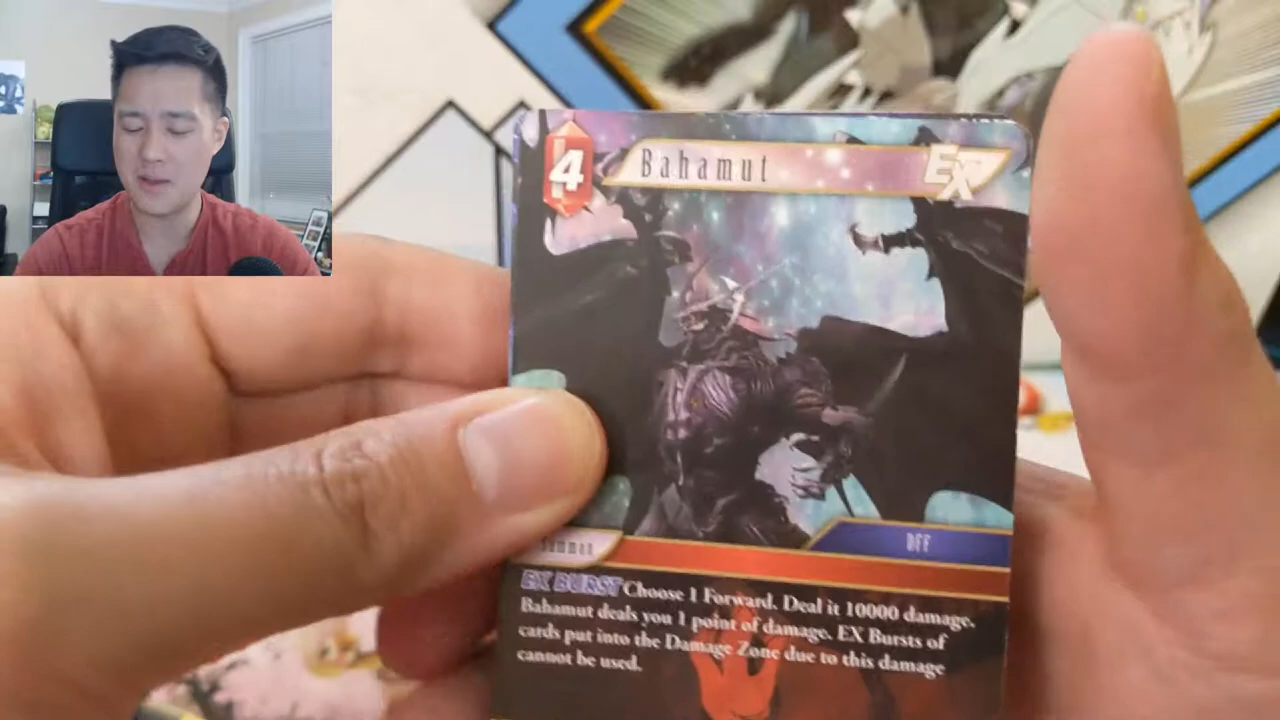 4
Bahamut
EX
Summon
DFF
EX BURST Choose 1 Forward. Deal it 10000 damage.
Bahamut deals you 1 point of damage. EX Bursts of
cards put into the Damage Zone due to this damage
cannot be used.